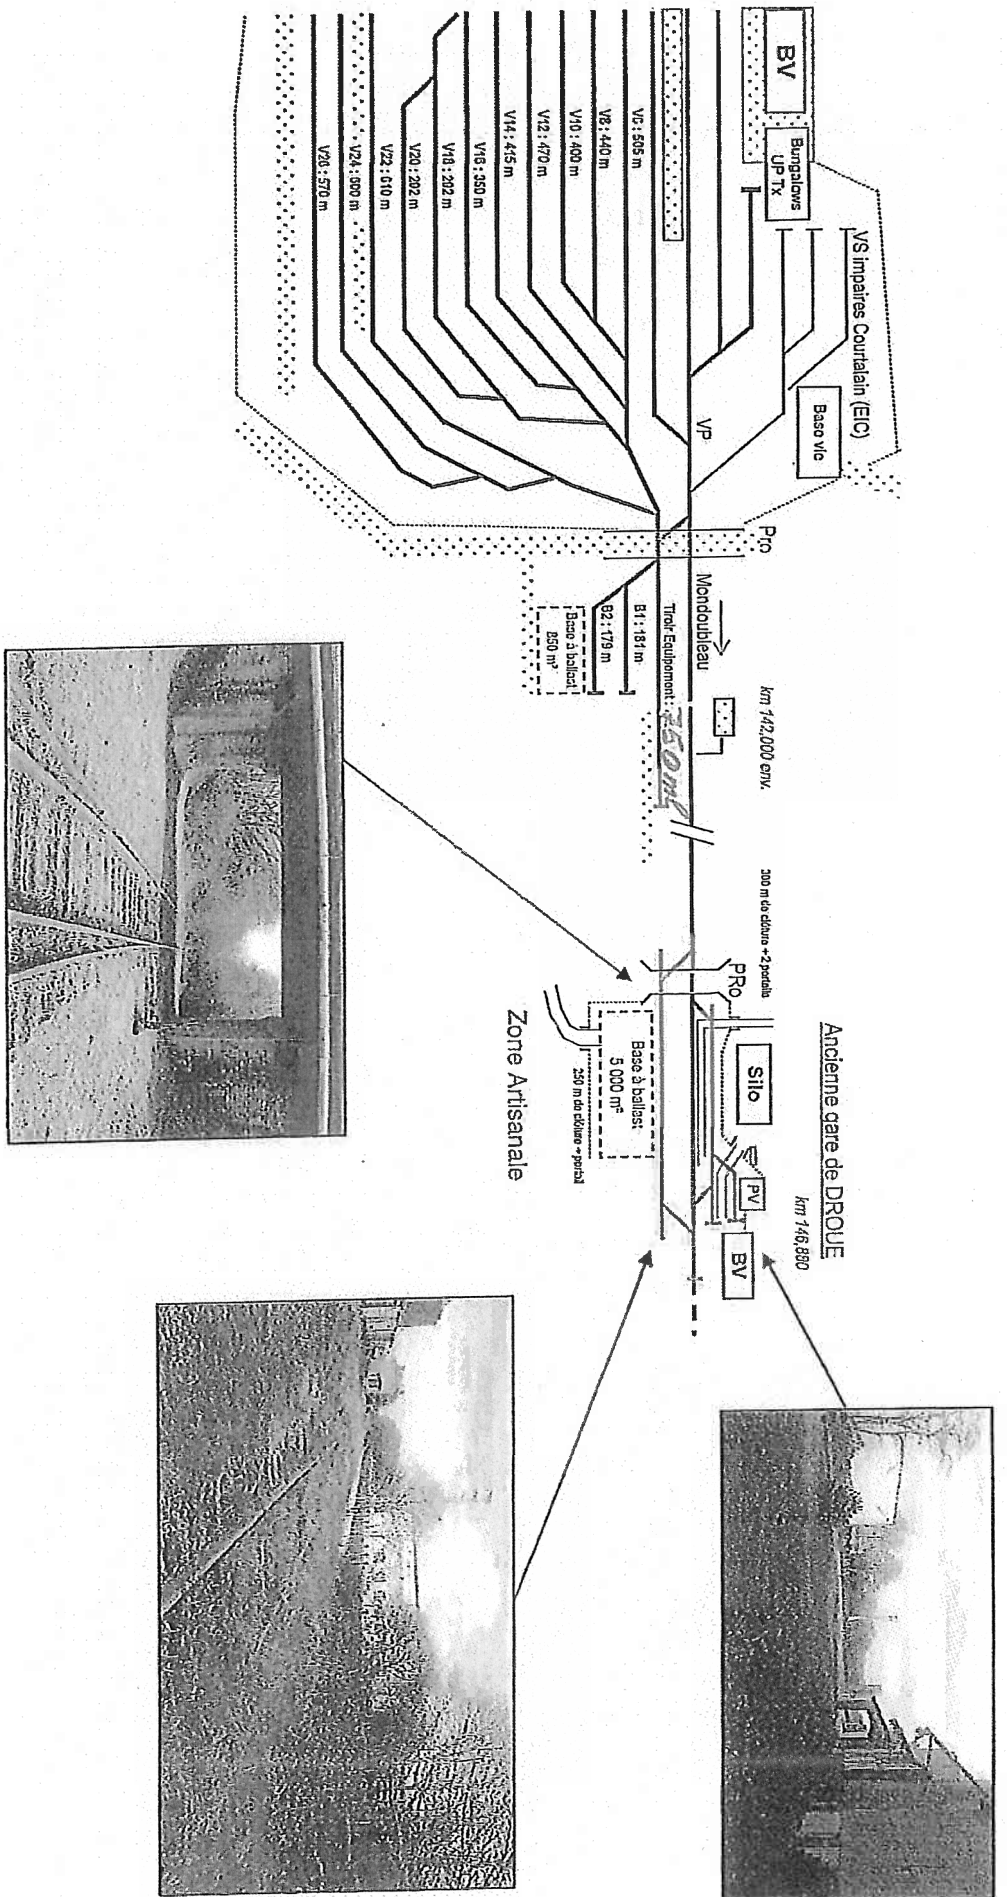 BV
Bungalows
UP Tx
VS impaires Courtalain (EIC)
Base vie
VP
Pro
V6 : 505 m
V8 : 440 m
V10 : 400 m
V12 : 470 m
V14 : 415 m
V16 : 350 m
V18 : 292 m
V20 : 292 m
V22 : 610 m
V24 : 600 m
V26 : 570 m
Mondoubleau
Tiroir Equipement :
750 ml
B1 : 181 m
B2 : 179 m
Base à ballast
850 m²
km 142,000 env.
300 m de clôture + 2 portails
PRo
Ancienne gare de DROUE
km 146,880
Silo
PV
BV
Base à ballast
5 000 m²
250 m de clôture + portail
Zone Artisanale